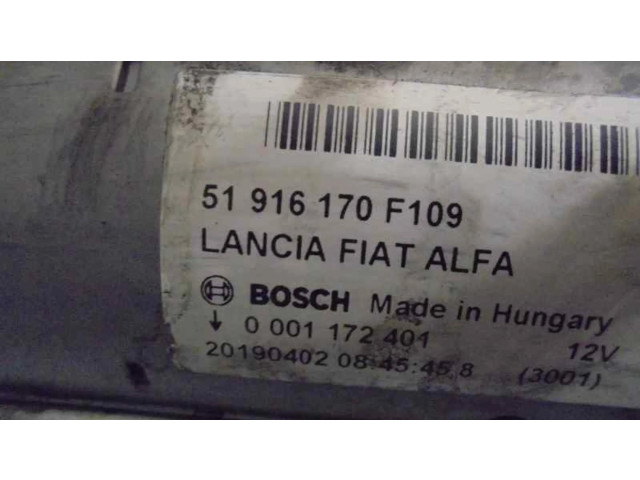 51 916 170 F109
LANCIA FIAT ALFA
BOSCH Made in Hungary
0 001 172 401 12V
20190402 08:45:45.8 (3001)